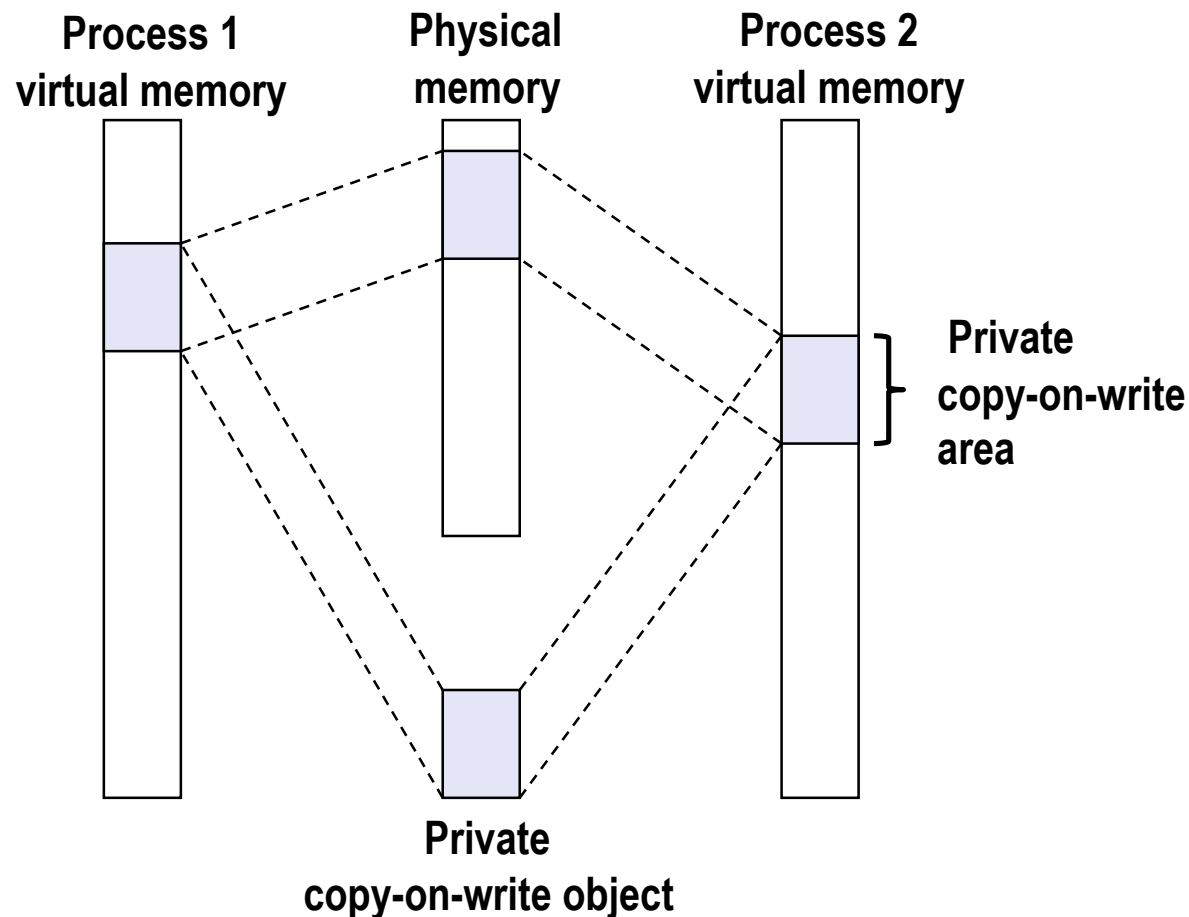 Process 1
virtual memory
Physical
memory
Process 2
virtual memory
Private
copy-on-write
area
Private
copy-on-write object